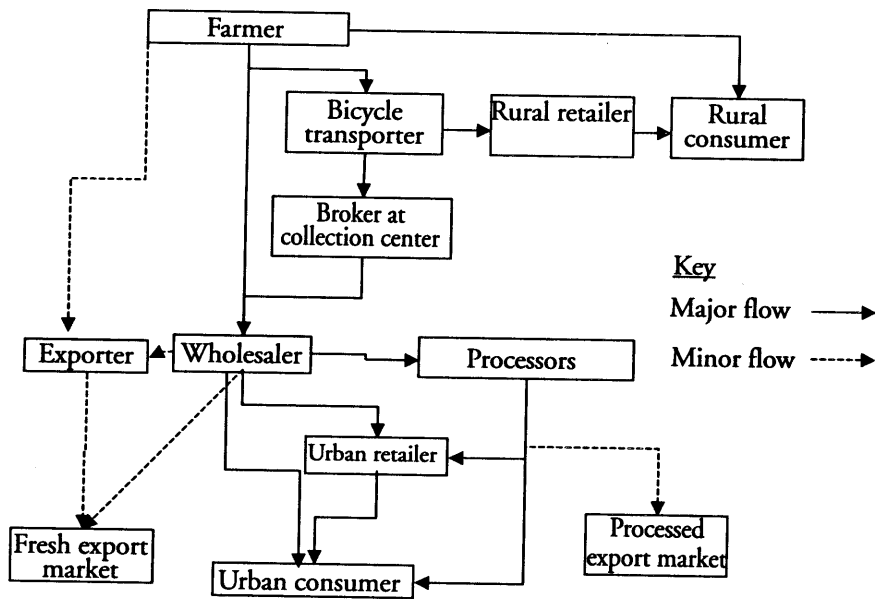 Farmer
Bicycle
transporter
Rural retailer
Rural
consumer
Broker at
collection center
Key
Major flow
Minor flow
Exporter
Wholesaler
Processors
Urban retailer
Fresh export
market
Processed
export market
Urban consumer